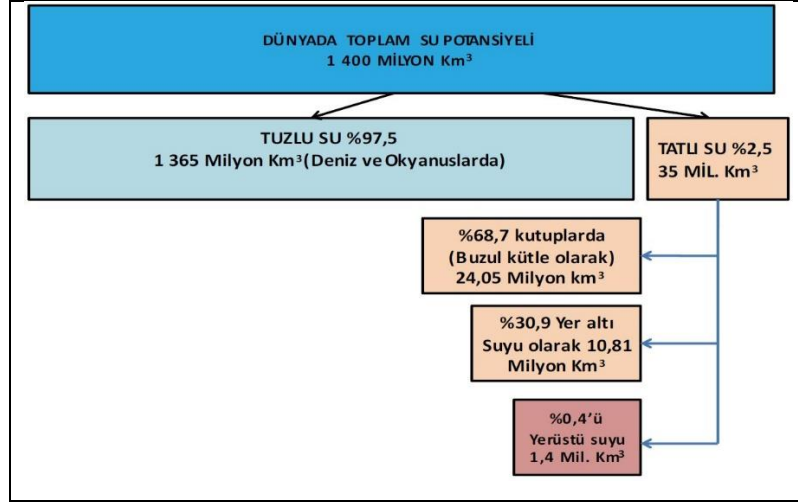 DÜNYADA TOPLAM SU POTANSİYELİ
1 400 MİLYON Km³
TUZLU SU %97,5
1 365 Milyon Km³(Deniz ve Okyanuslarda)
TATLI SU %2,5
35 MİL. Km³
%68,7 kutuplarda
(Buzul kütle olarak)
24,05 Milyon km³
%30,9 Yer altı
Suyu olarak 10,81
Milyon Km³
%0,4’ü
Yerüstü suyu
1,4 Mil. Km³